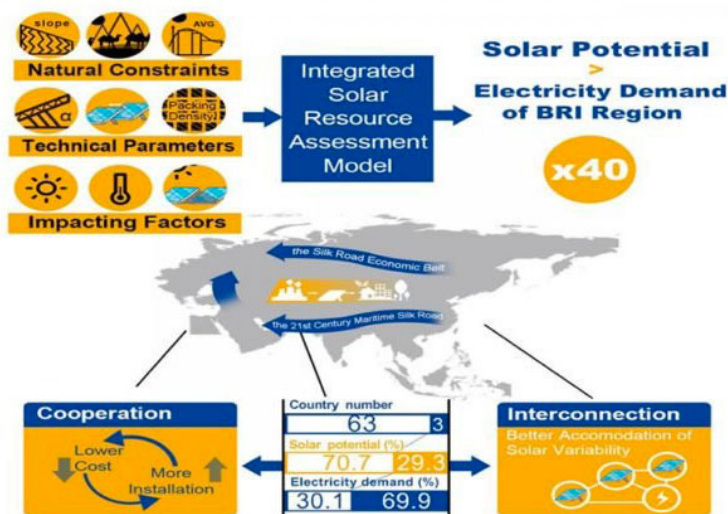 slope
AVG
Natural Constraints
α
Packing
Density
Technical Parameters
Impacting Factors
Integrated
Solar
Resource
Assessment
Model
Solar Potential
>
Electricity Demand
of BRI Region
x40
the Silk Road Economic Belt
the 21st Century Maritime Silk Road
Cooperation
Lower
Cost
More
Installation
Country number
63 3
Solar potential (%)
70.7 29.3
Electricity demand (%)
30.1 69.9
Interconnection
Better Accomodation of
Solar Variability